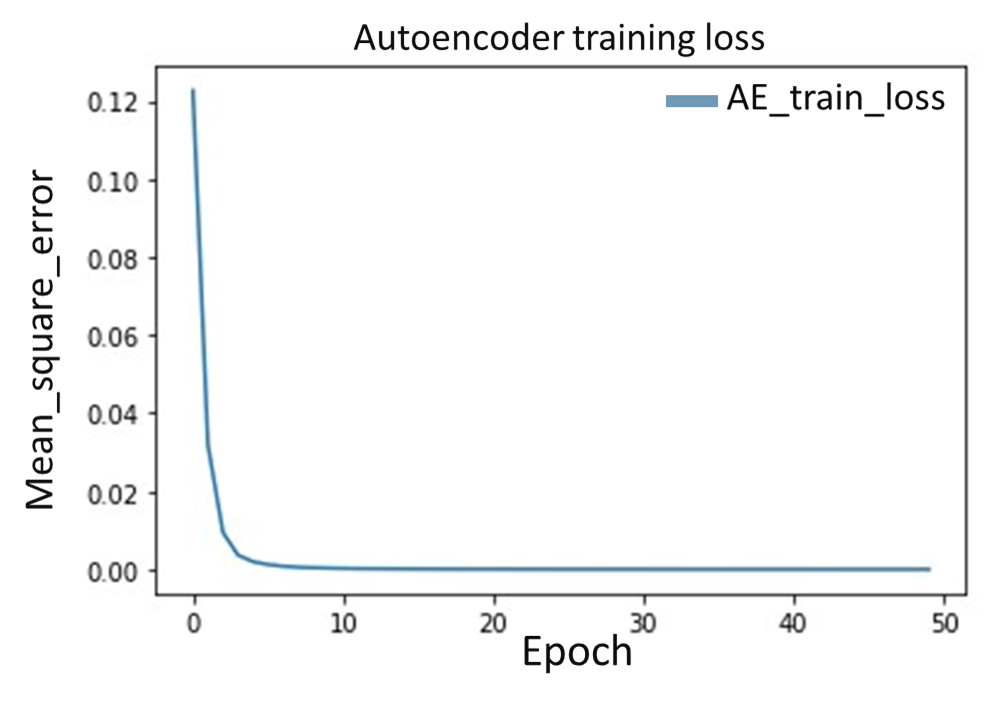 Autoencoder training loss
AE_train_loss
Mean_square_error
0.12
0.10
0.08
0.06
0.04
0.02
0.00
0 10 20 30 40 50
Epoch